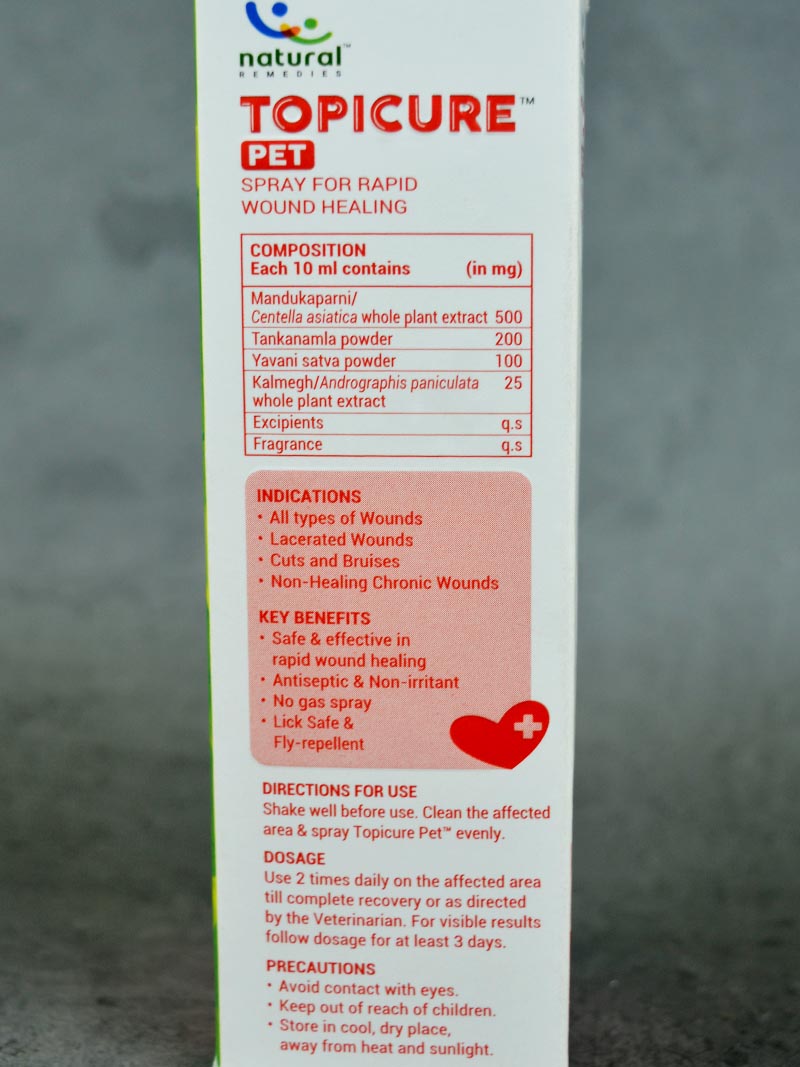 natural™
REMEDIES
TOPICURE™
PET
SPRAY FOR RAPID
WOUND HEALING
COMPOSITION
Each 10 ml contains (in mg)
Mandukaparni/
Centella asiatica whole plant extract 500
Tankanamla powder 200
Yavani satva powder 100
Kalmegh/Andrographis paniculata 25
whole plant extract
Excipients q.s
Fragrance q.s
INDICATIONS
• All types of Wounds
• Lacerated Wounds
• Cuts and Bruises
• Non-Healing Chronic Wounds
KEY BENEFITS
• Safe & effective in
rapid wound healing
• Antiseptic & Non-irritant
• No gas spray
• Lick Safe &
Fly-repellent
DIRECTIONS FOR USE
Shake well before use. Clean the affected
area & spray Topicure Pet™ evenly.
DOSAGE
Use 2 times daily on the affected area
till complete recovery or as directed
by the Veterinarian. For visible results
follow dosage for at least 3 days.
PRECAUTIONS
• Avoid contact with eyes.
• Keep out of reach of children.
• Store in cool, dry place,
away from heat and sunlight.